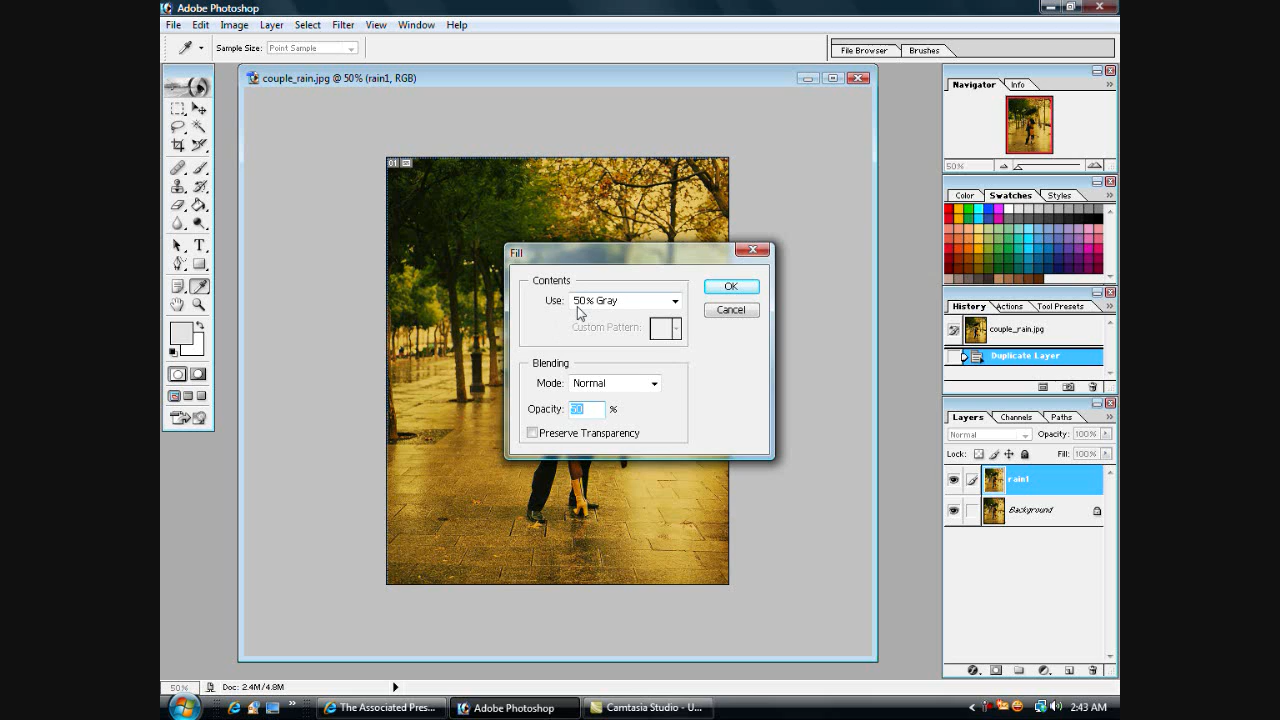 Adobe Photoshop
File Edit Image Layer Select Filter View Window Help
Sample Size: Point Sample
File Browser Brushes
couple_rain.jpg @ 50% (rain1, RGB)
01
Navigator Info
50%
Color Swatches Styles
History Actions Tool Presets
couple_rain.jpg
Duplicate Layer
Layers Channels Paths
Normal Opacity: 100%
Lock: Fill: 100%
rain1
Background
Fill
Contents
Use: 50% Gray
Custom Pattern:
OK
Cancel
Blending
Mode: Normal
Opacity: 50 %
Preserve Transparency
50% Doc: 2.4M/4.8M
The Associated Pres... Adobe Photoshop Camtasia Studio - U... 2:43 AM